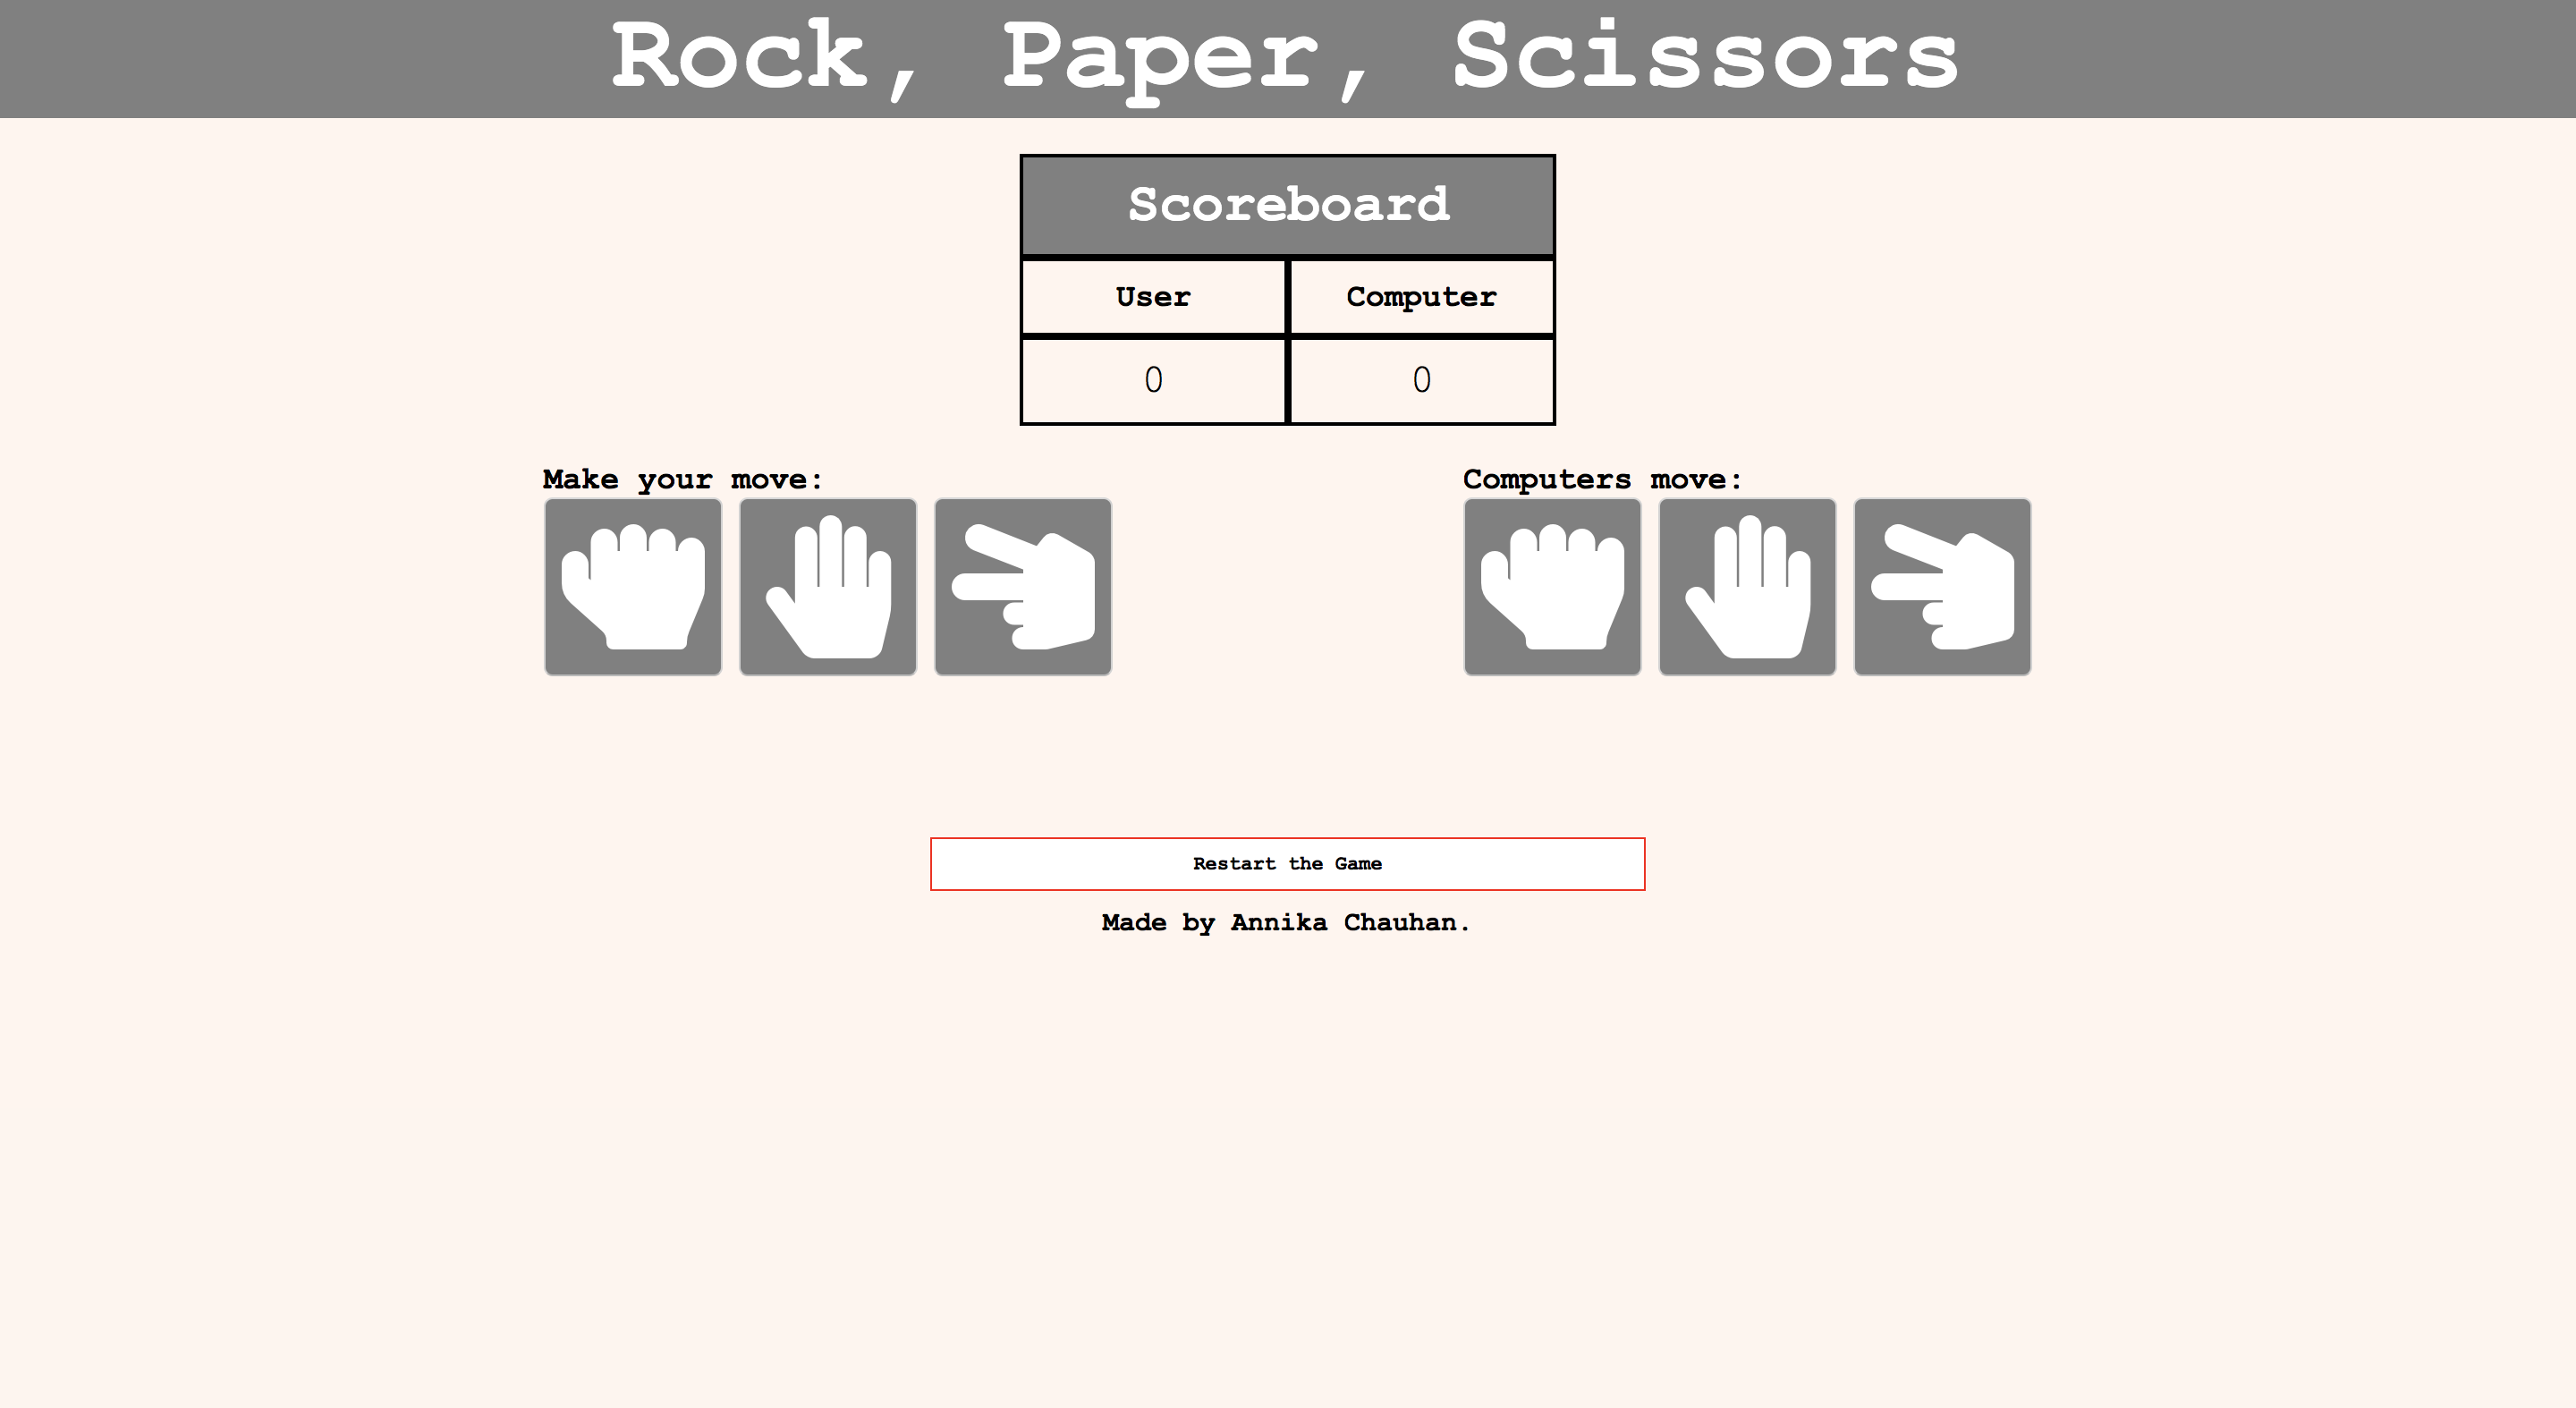 Rock, Paper, Scissors
Scoreboard
User Computer
0 0
Make your move:
Computers move:
Restart the Game
Made by Annika Chauhan.